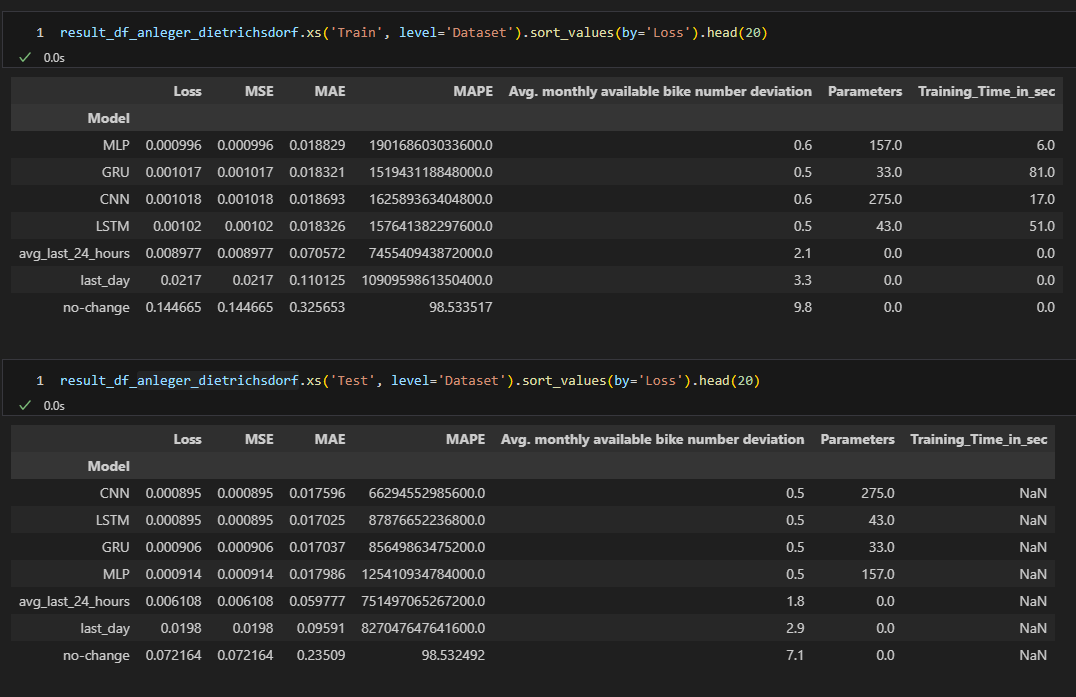 1 result_df_anleger_dietrichsdorf.xs('Train', level='Dataset').sort_values(by='Loss').head(20)
✓ 0.0s
Loss MSE MAE MAPE Avg. monthly available bike number deviation Parameters Training_Time_in_sec
Model
MLP 0.000996 0.000996 0.018829 190168603033600.0 0.6 157.0 6.0
GRU 0.001017 0.001017 0.018321 151943118848000.0 0.5 33.0 81.0
CNN 0.001018 0.001018 0.018693 162589363404800.0 0.6 275.0 17.0
LSTM 0.00102 0.00102 0.018326 157641382297600.0 0.5 43.0 51.0
avg_last_24_hours 0.008977 0.008977 0.070572 745540943872000.0 2.1 0.0 0.0
last_day 0.0217 0.0217 0.110125 1090959861350400.0 3.3 0.0 0.0
no-change 0.144665 0.144665 0.325653 98.533517 9.8 0.0 0.0
1 result_df_anleger_dietrichsdorf.xs('Test', level='Dataset').sort_values(by='Loss').head(20)
✓ 0.0s
Loss MSE MAE MAPE Avg. monthly available bike number deviation Parameters Training_Time_in_sec
Model
CNN 0.000895 0.000895 0.017596 66294552985600.0 0.5 275.0 NaN
LSTM 0.000895 0.000895 0.017025 87876652236800.0 0.5 43.0 NaN
GRU 0.000906 0.000906 0.017037 85649863475200.0 0.5 33.0 NaN
MLP 0.000914 0.000914 0.017986 125410934784000.0 0.5 157.0 NaN
avg_last_24_hours 0.006108 0.006108 0.059777 751497065267200.0 1.8 0.0 NaN
last_day 0.0198 0.0198 0.09591 827047647641600.0 2.9 0.0 NaN
no-change 0.072164 0.072164 0.23509 98.532492 7.1 0.0 NaN